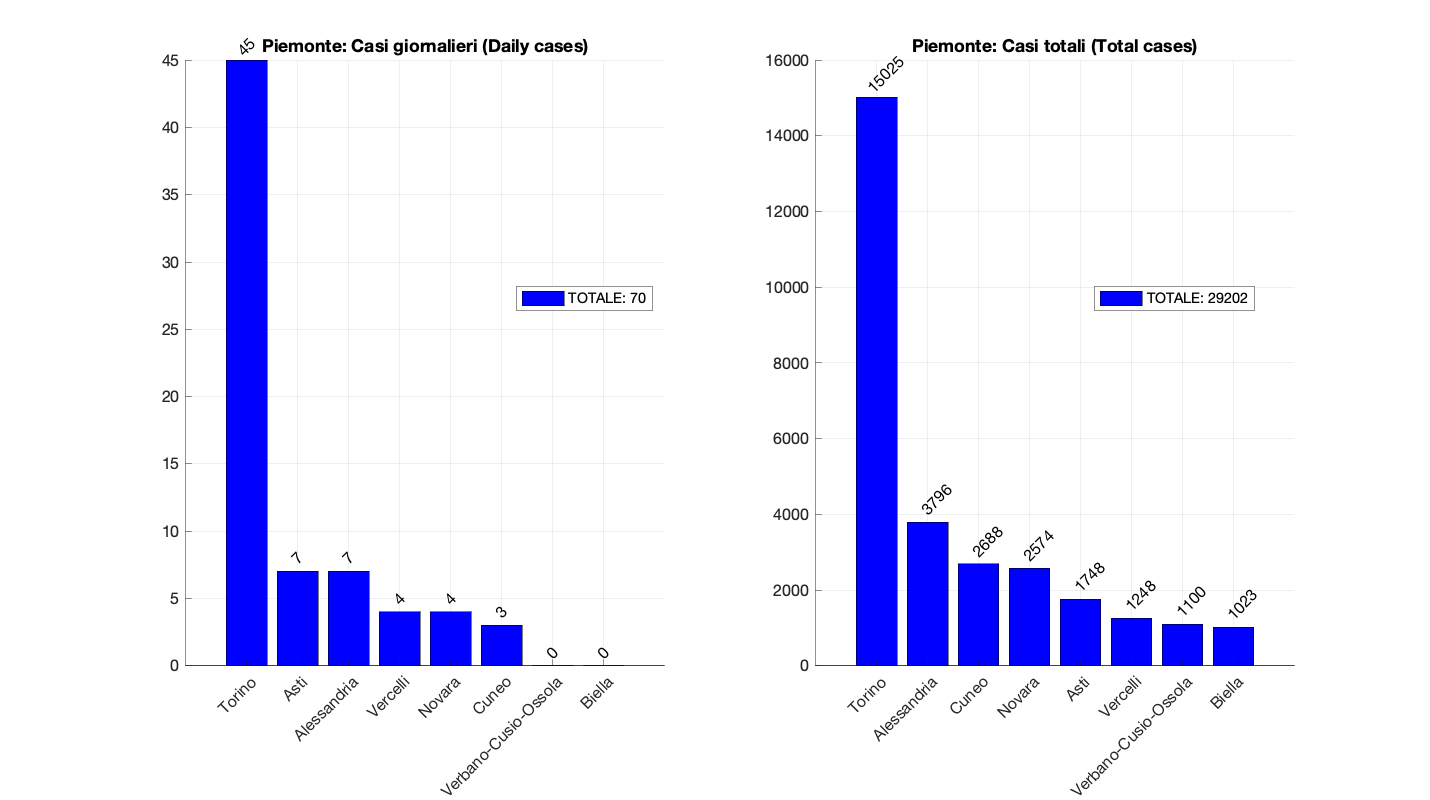 Piemonte: Casi giornalieri (Daily cases)
45
40
35
30
25
20
15
10
5
0
45
7
7
4
4
3
0
0
TOTALE: 70
Torino
Asti
Alessandria
Vercelli
Novara
Cuneo
Verbano-Cusio-Ossola
Biella
Piemonte: Casi totali (Total cases)
16000
14000
12000
10000
8000
6000
4000
2000
0
15025
3796
2688
2574
1748
1248
1100
1023
TOTALE: 29202
Torino
Alessandria
Cuneo
Novara
Asti
Vercelli
Verbano-Cusio-Ossola
Biella